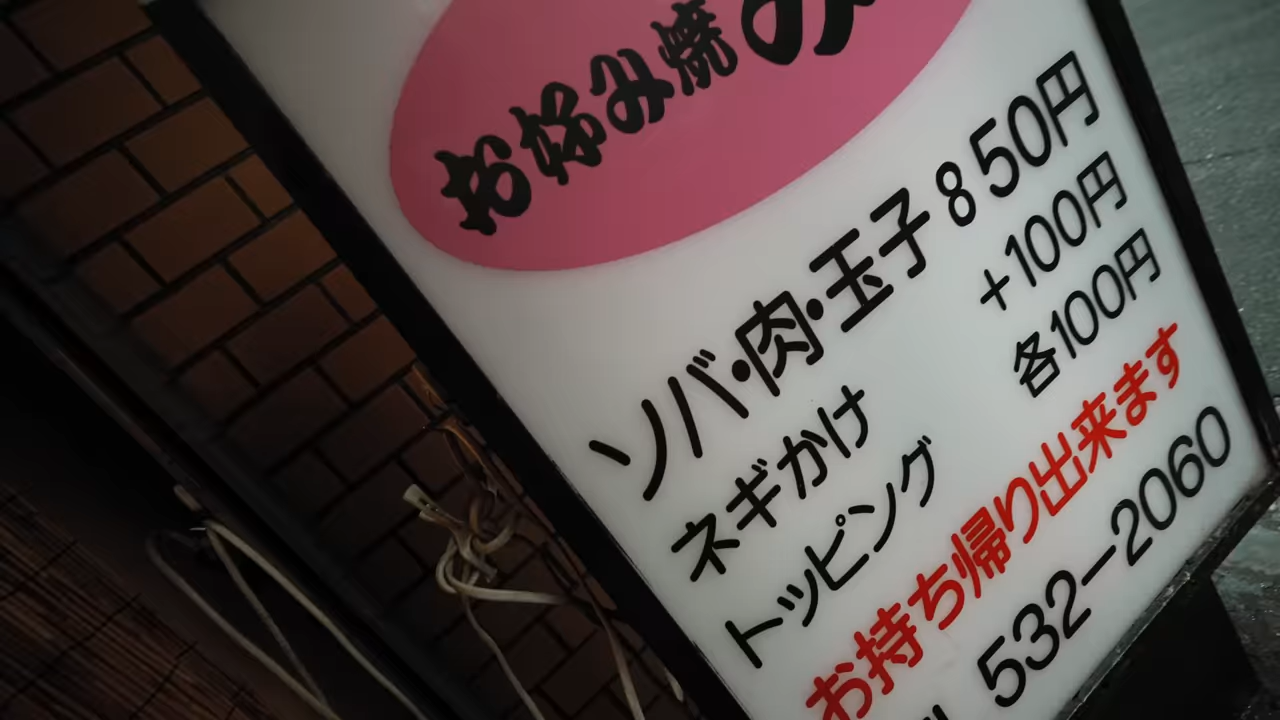 お好み焼
ソバ・肉・玉子 850円
ネギかけ +100円
トッピング 各100円
お持ち帰り出来ます
532-2060